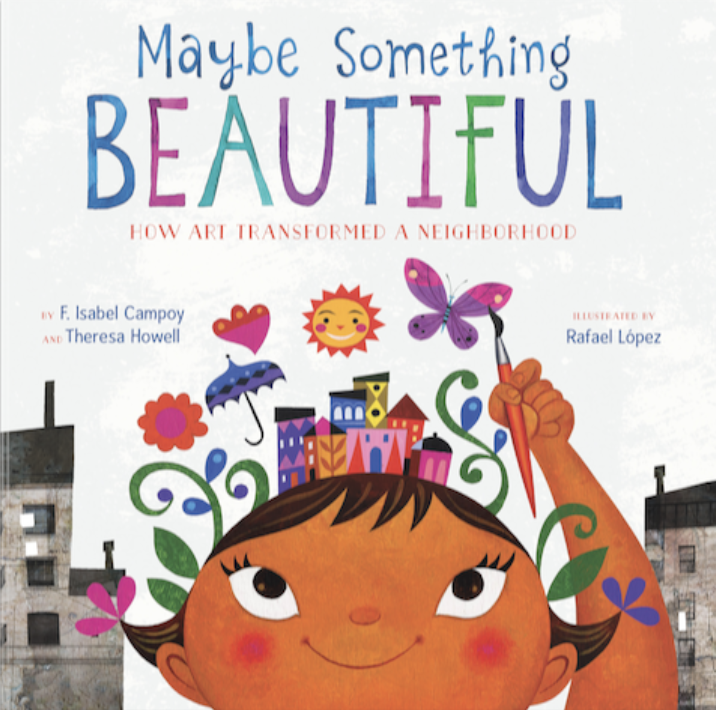 Maybe Something
BEAUTIFUL
HOW ART TRANSFORMED A NEIGHBORHOOD
BY F. Isabel Campoy
AND Theresa Howell
ILLUSTRATED BY
Rafael López